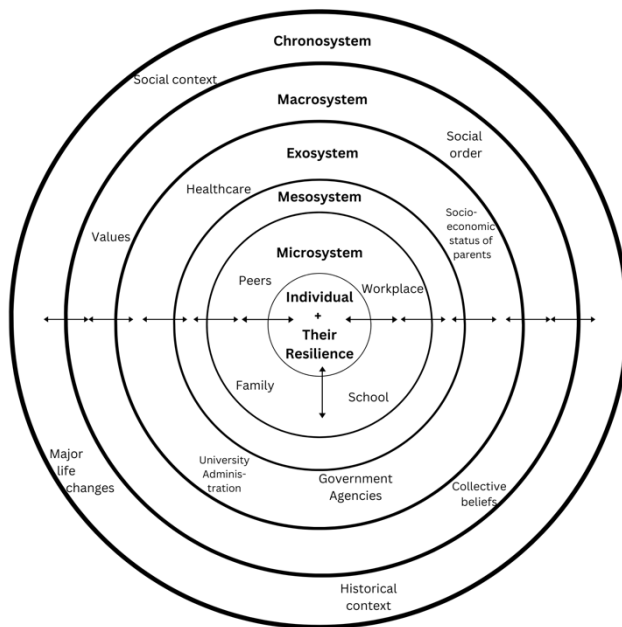 Chronosystem
Social context
Macrosystem
Social
order
Exosystem
Healthcare
Mesosystem
Socio-
economic
status of
parents
Values
Microsystem
Peers
Workplace
Individual
+
Their
Resilience
Family
School
Major
life
changes
University
Adminis-
tration
Government
Agencies
Collective
beliefs
Historical
context